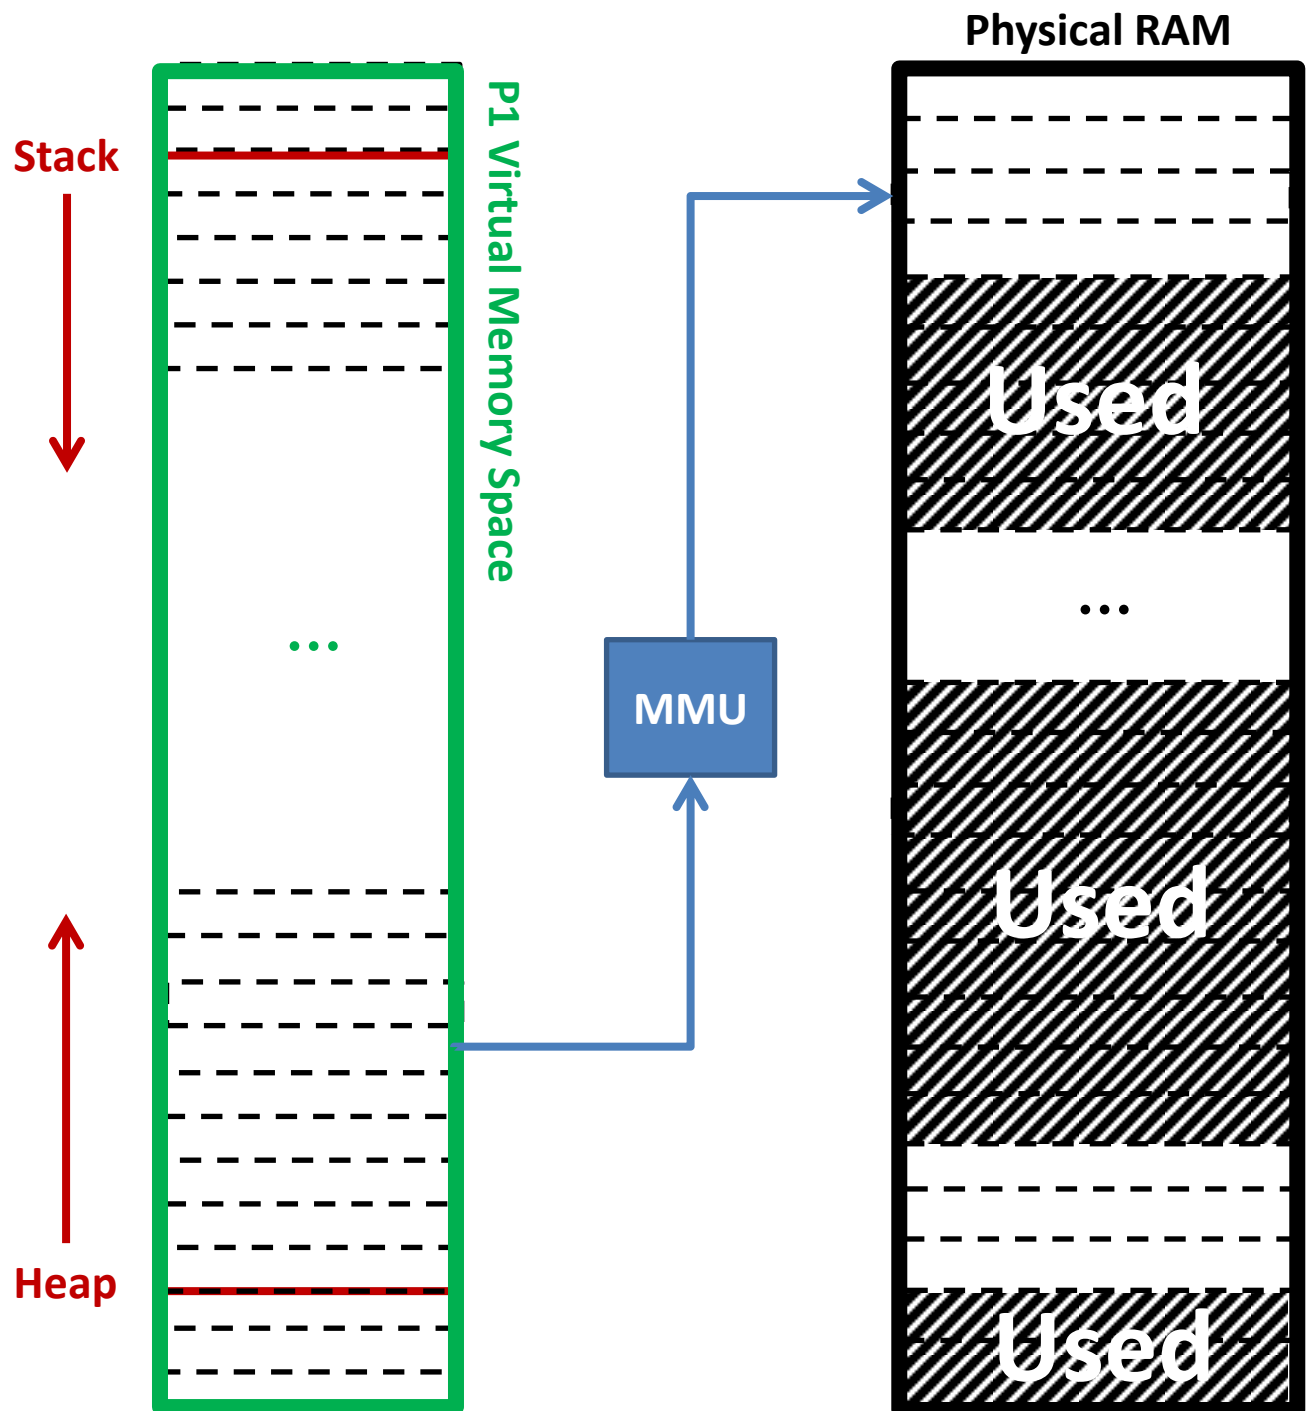 Physical RAM
Stack
P1 Virtual Memory Space
Used
...
...
MMU
Used
Heap
Used